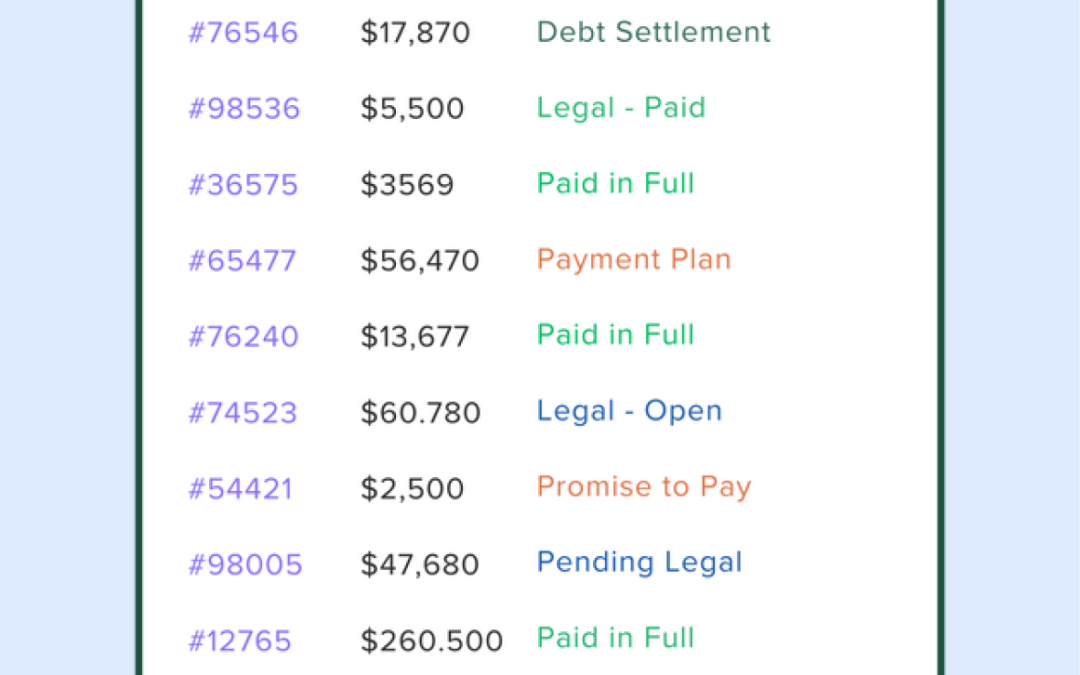 #76546 $17,870 Debt Settlement
#98536 $5,500 Legal - Paid
#36575 $3569 Paid in Full
#65477 $56,470 Payment Plan
#76240 $13,677 Paid in Full
#74523 $60.780 Legal - Open
#54421 $2,500 Promise to Pay
#98005 $47,680 Pending Legal
#12765 $260.500 Paid in Full